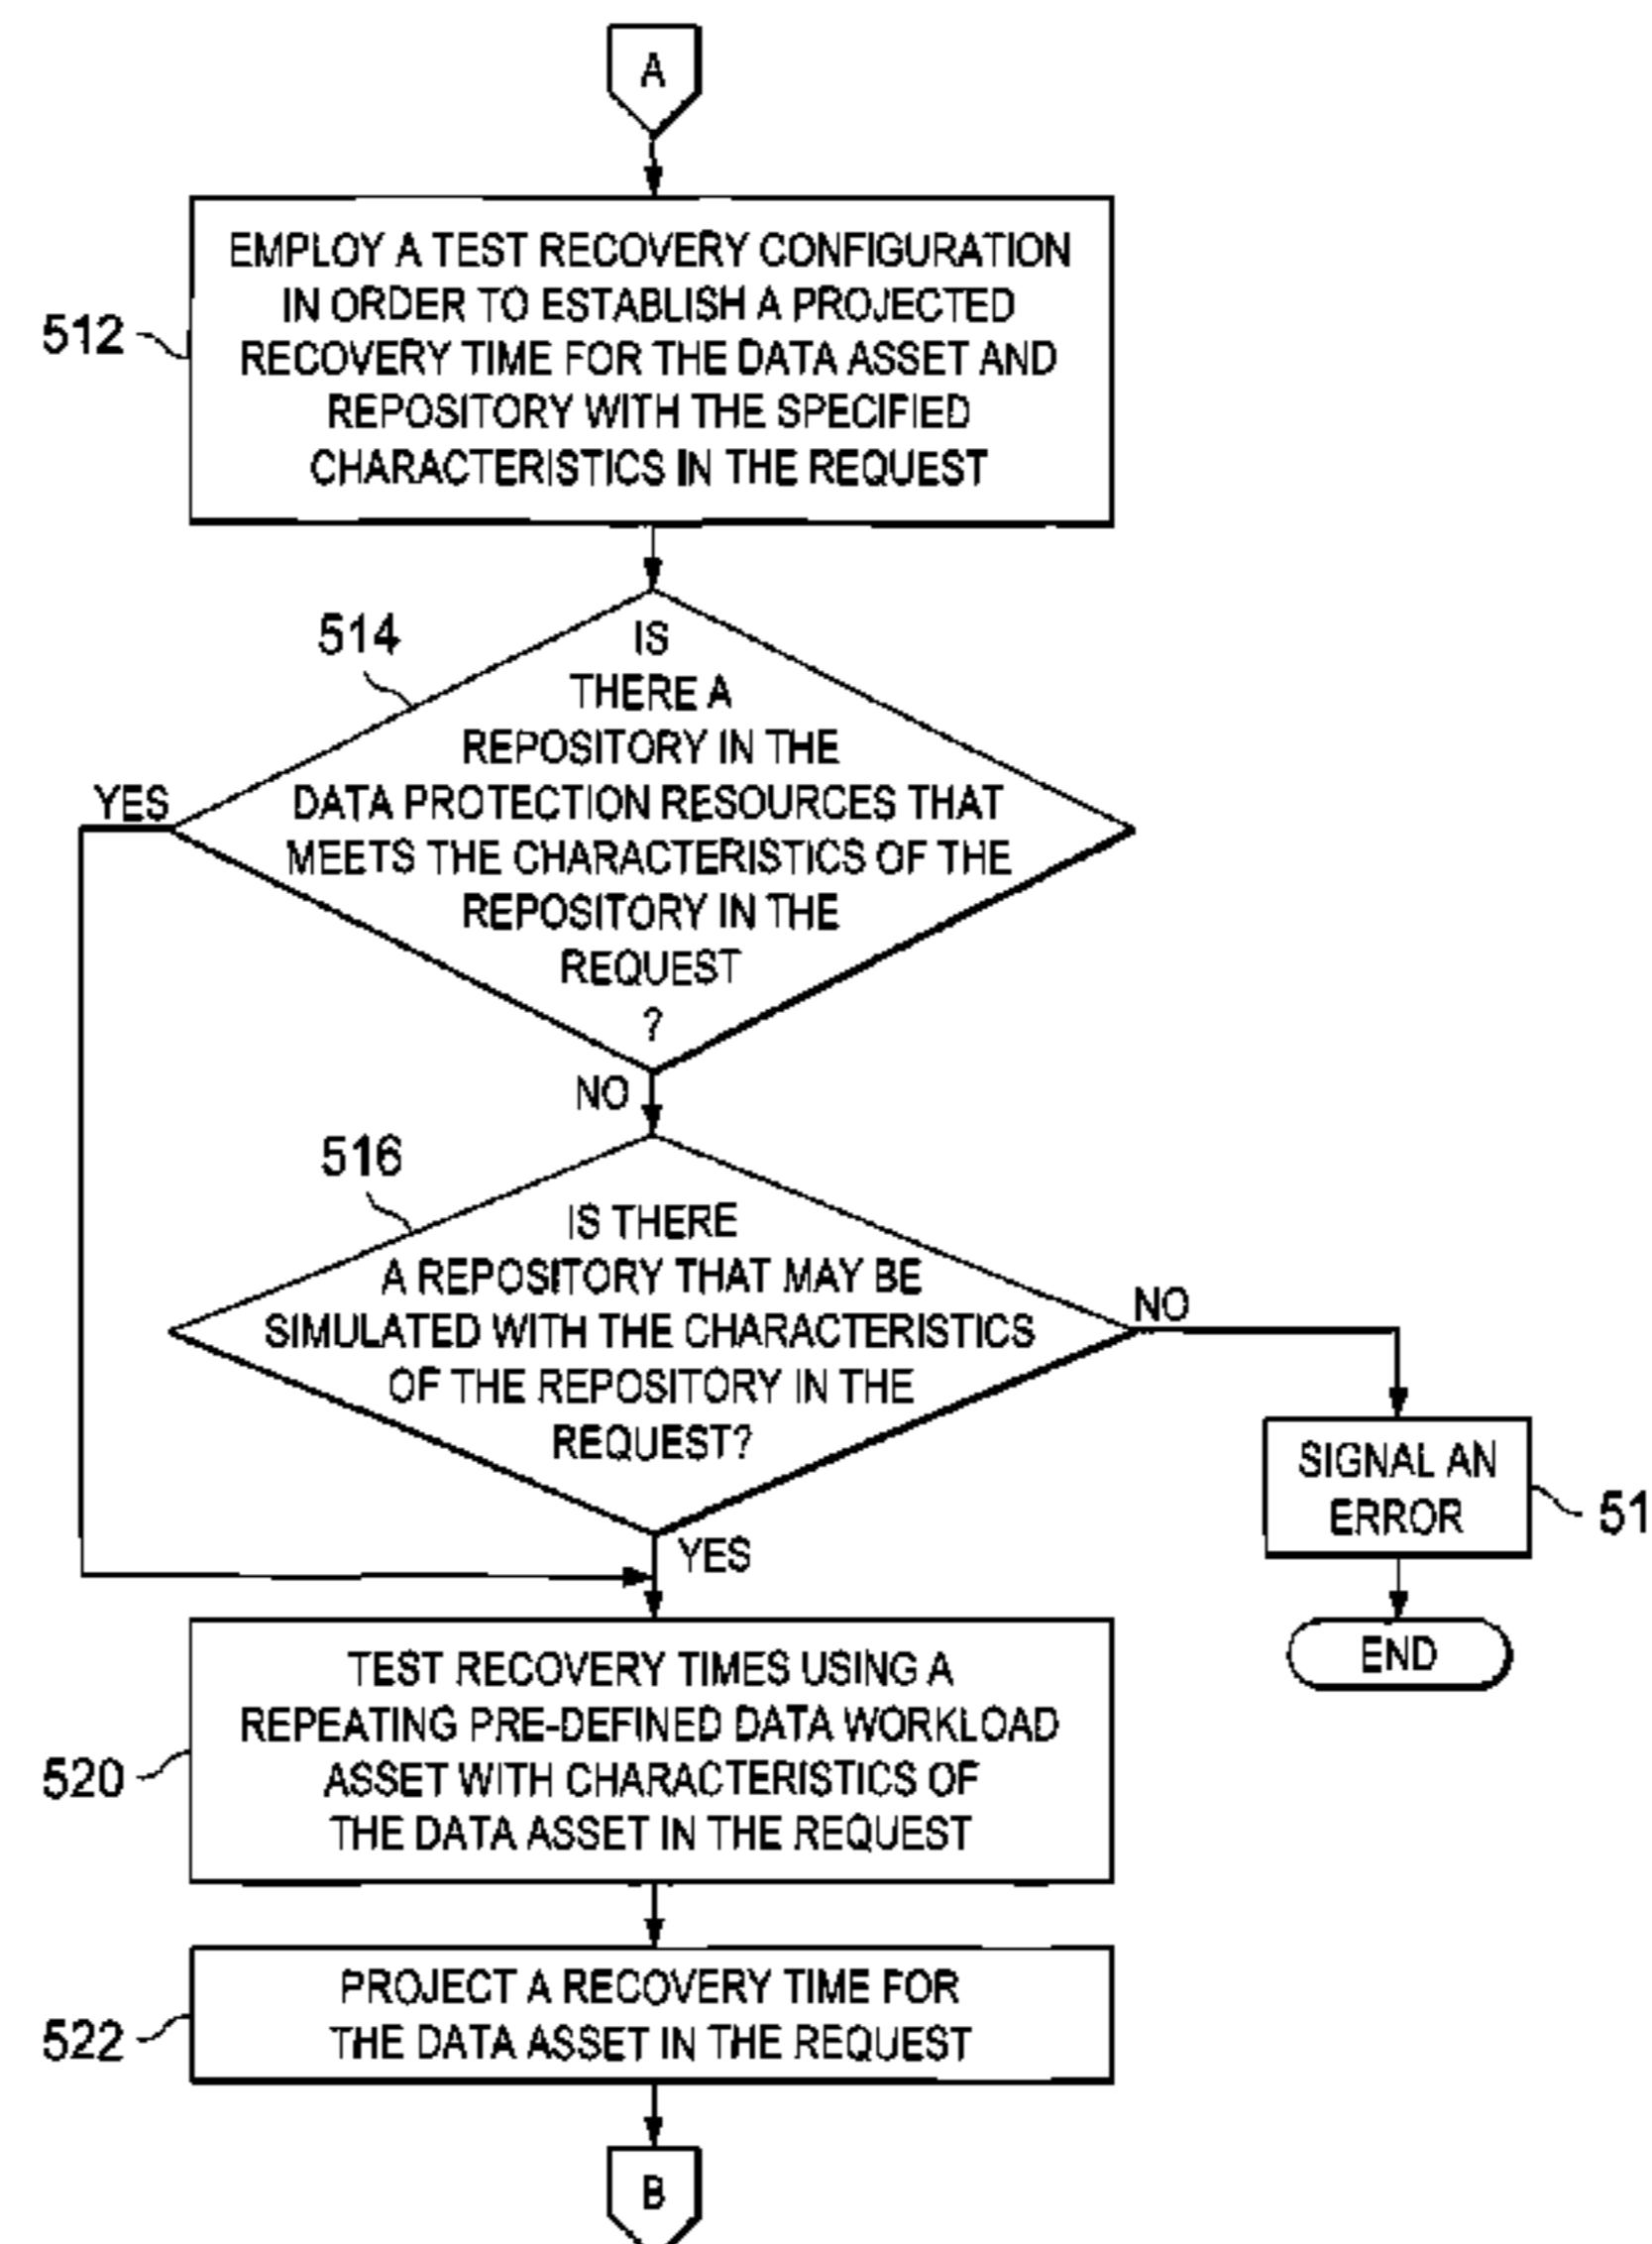 A
EMPLOY A TEST RECOVERY CONFIGURATION
IN ORDER TO ESTABLISH A PROJECTED
RECOVERY TIME FOR THE DATA ASSET AND
REPOSITORY WITH THE SPECIFIED
CHARACTERISTICS IN THE REQUEST
512
514
IS
THERE A
REPOSITORY IN THE
DATA PROTECTION RESOURCES THAT
MEETS THE CHARACTERISTICS OF THE
REPOSITORY IN THE
REQUEST
?
YES
NO
516
IS THERE
A REPOSITORY THAT MAY BE
SIMULATED WITH THE CHARACTERISTICS
OF THE REPOSITORY IN THE
REQUEST?
NO
YES
SIGNAL AN
ERROR
51
END
TEST RECOVERY TIMES USING A
REPEATING PRE-DEFINED DATA WORKLOAD
ASSET WITH CHARACTERISTICS OF
THE DATA ASSET IN THE REQUEST
520
PROJECT A RECOVERY TIME FOR
THE DATA ASSET IN THE REQUEST
522
B